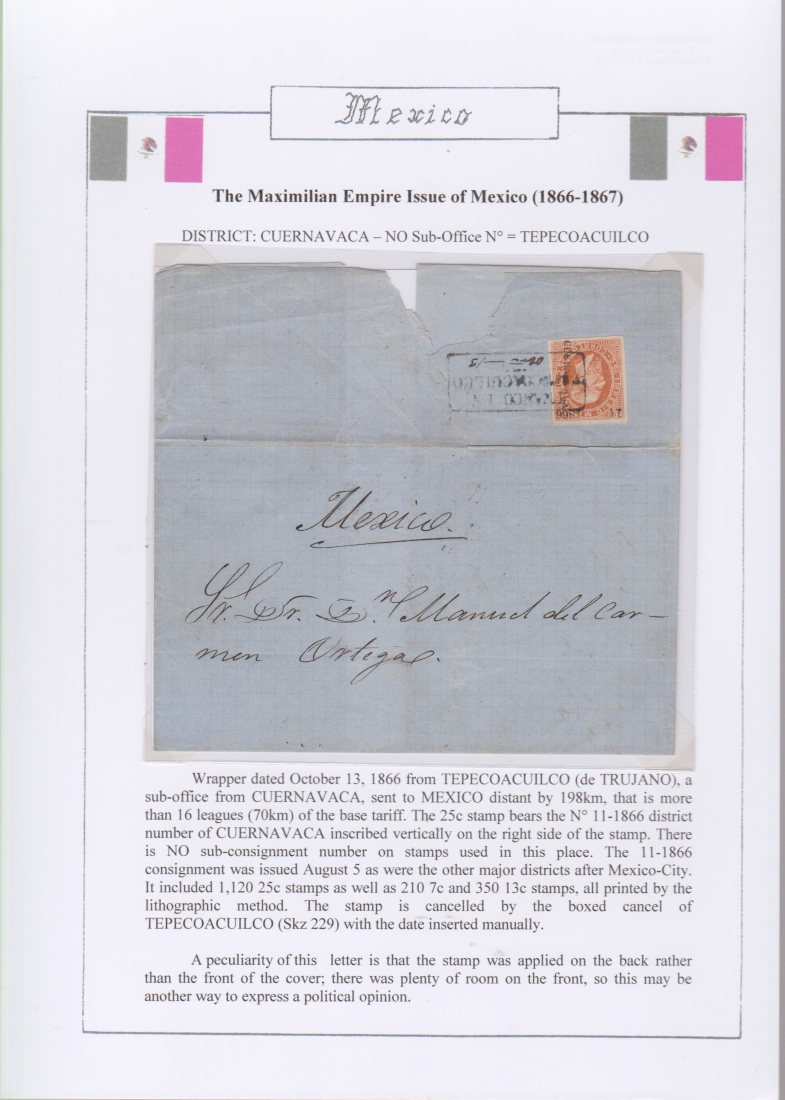 Mexico
The Maximilian Empire Issue of Mexico (1866-1867)
DISTRICT: CUERNAVACA – NO Sub-Office N° = TEPECOACUILCO
TEPECOACUILCO
11
1866
Mexico.
Sr. Dr. Dn. Manuel del Car-
men Ortega.
Wrapper dated October 13, 1866 from TEPECOACUILCO (de TRUJANO), a
sub-office from CUERNAVACA, sent to MEXICO distant by 198km, that is more
than 16 leagues (70km) of the base tariff. The 25c stamp bears the N° 11-1866 district
number of CUERNAVACA inscribed vertically on the right side of the stamp. There
is NO sub-consignment number on stamps used in this place. The 11-1866
consignment was issued August 5 as were the other major districts after Mexico-City.
It included 1,120 25c stamps as well as 210 7c and 350 13c stamps, all printed by the
lithographic method. The stamp is cancelled by the boxed cancel of
TEPECOACUILCO (Skz 229) with the date inserted manually.
A peculiarity of this letter is that the stamp was applied on the back rather
than the front of the cover; there was plenty of room on the front, so this may be
another way to express a political opinion.